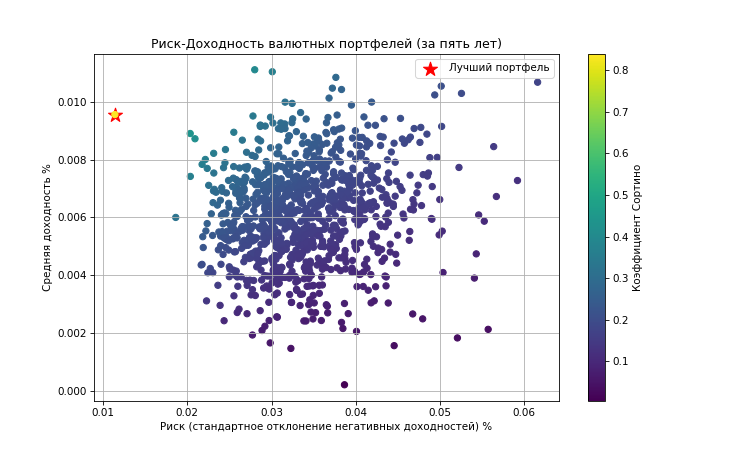 Риск-Доходность валютных портфелей (за пять лет)
Лучший портфель
Средняя доходность %
0.010
0.008
0.006
0.004
0.002
0.000
0.01 0.02 0.03 0.04 0.05 0.06
Риск (стандартное отклонение негативных доходностей) %
0.8
0.7
0.6
0.5
0.4
0.3
0.2
0.1
Коэффициент Сортино